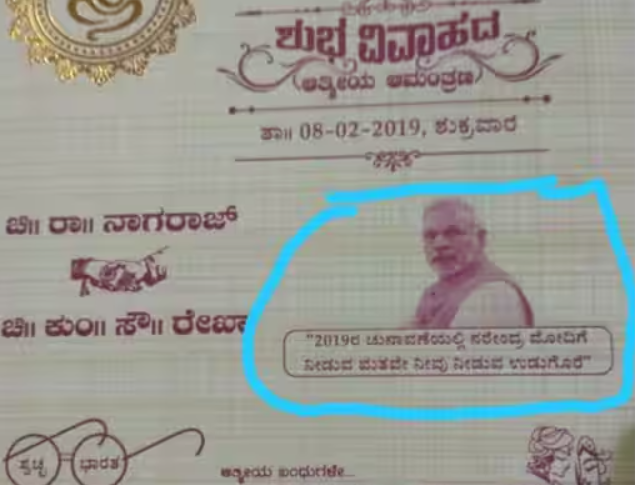 ಶುಭ ವಿವಾಹದ
(ಆತ್ಮೀಯ ಆಮಂತ್ರಣ)
ತಾ॥ 08-02-2019, ಶುಕ್ರವಾರ
ಚಿ॥ ರಾ॥ ನಾಗರಾಜ್
ಚಿ॥ ಕುಂ॥ ಸೌ॥ ರೇಖಾ
"2019ರ ಚುನಾವಣೆಯಲ್ಲಿ ನರೇಂದ್ರ ಮೋದಿಗೆ
ನೀಡುವ ಮತವೇ ನೀವು ನೀಡುವ ಉಡುಗೊರೆ"
ಸ್ವಚ್ಛ ಭಾರತ
ಆತ್ಮೀಯ ಬಂಧುಗಳೇ...